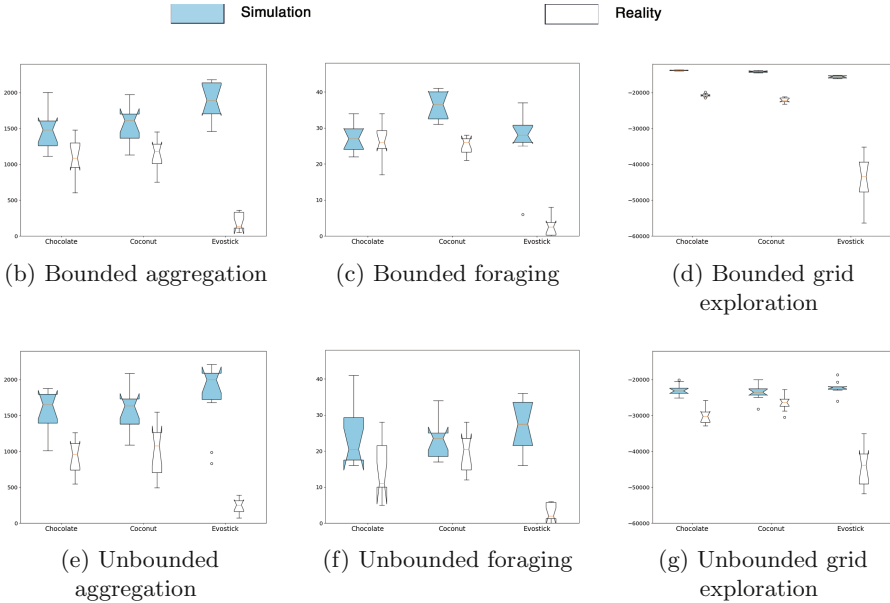 Simulation
Reality
2000
1500
1000
500
0
Chocolate Coconut Evostick
40
30
20
10
0
Chocolate Coconut Evostick
−20000
−30000
−40000
−50000
−60000
Chocolate Coconut Evostick
(b) Bounded aggregation
(c) Bounded foraging
(d) Bounded grid
exploration
2000
1500
1000
500
0
Chocolate Coconut Evostick
40
30
20
10
0
Chocolate Coconut Evostick
−20000
−30000
−40000
−50000
−60000
Chocolate Coconut Evostick
(e) Unbounded
aggregation
(f) Unbounded foraging
(g) Unbounded grid
exploration